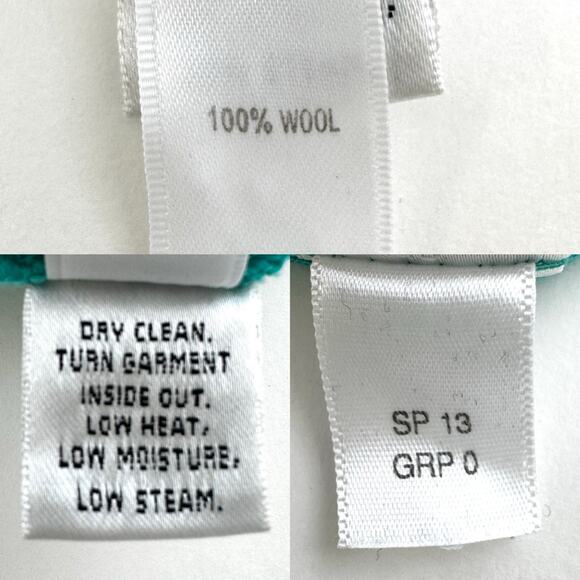 100% WOOL
DRY CLEAN.
TURN GARMENT
INSIDE OUT.
LOW HEAT,
LOW MOISTURE,
LOW STEAM.
SP 13
GRP 0